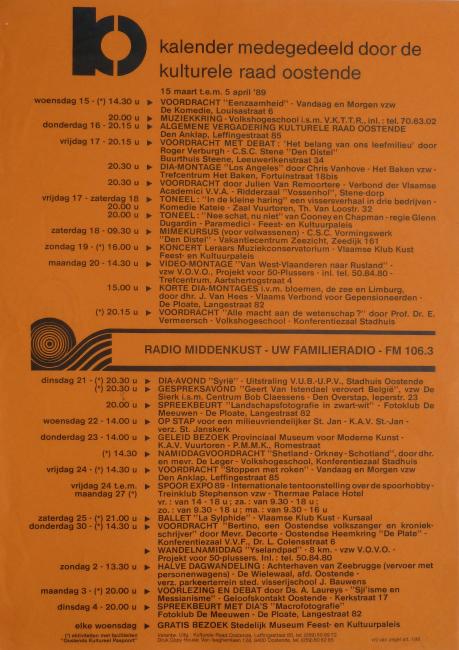 kalender medegedeeld door de
kulturele raad oostende
15 maart t.e.m. 5 april '89
woensdag 15 - (*) 14.30 u ► VOORDRACHT "Eenzaamheid" - Vandaag en Morgen vzw
De Komedie, Louisastraat 6
20.00 u ► MUZIEKKRING - Volkshogeschool i.s.m. V.K.T.T.R., inl. : tel. 70.63.02
donderdag 16 - 20.15 u ► ALGEMENE VERGADERING KULTURELE RAAD OOSTENDE
Den Anklap, Leffingestraat 85
vrijdag 17 - 20.15 u ► VOORDRACHT MET DEBAT : 'Het belang van ons leefmilieu' door
Roger Verburgh - C.S.C. Stene "Den Distel"
Buurthuis Steene, Leeuwerikenstraat 34
20.30 u ► DIA-MONTAGE "Los Angeles" door Chris Vanhove - Het Baken vzw -
Trefcentrum Het Baken, Fortuinstraat 18bis
20.30 u ► VOORDRACHT door Julien Van Remoortere - Verbond der Vlaamse
Academici V.V.A. - Ridderzaal "Vossenhol", Stene-dorp
vrijdag 17 - zaterdag 18 ► TONEEL : "In de kleine haring" een vissersverhaal in drie bedrijven -
20.00 u Komedie Kateie - Zaal Vuurtoren, Th. Van Loostr. 32
20.00 u ► TONEEL : "Nee schat, nu niet" van Cooney en Chapman - regie Glenn
Dugardin - Paramedici - Feest- en Kultuurpaleis
zaterdag 18 - 09.30 u ► MIMEKURSUS (voor volwassenen) - C.S.C. Vormingswerk
"Den Distel" - Vakantiecentrum Zeezicht, Zeedijk 161
zondag 19 - (*) 16.00 u ► KONCERT Leraars Muziekconservatorium - Vlaamse Klub Kust
Feest- en Kultuurpaleis
maandag 20 - 14.30 u ► VIDEO-MONTAGE "Van West-Vlaanderen naar Rusland" -
vzw V.O.V.O., Projekt voor 50-Plussers - inl. tel. 50.84.80 -
Trefcentrum, Aartshertogstraat 4
15.00 u ► KORTE DIA-MONTAGES i.v.m. bloemen, de zee en Limburg,
door dhr. J. Van Hees - Vlaams Verbond voor Gepensioneerden -
De Ploate, Langestraat 82
(*) 20.15 u ► VOORDRACHT "Alle macht aan de wetenschap?" door Prof. Dr. E.
Vermeersch - Volkshogeschool - Konferentiezaal Stadhuis
RADIO MIDDENKUST - UW FAMILIERADIO - FM 106.3
dinsdag 21 - (*) 20.30 u ► DIA-AVOND "Syrië" - Uitstraling V.U.B.-U.P.V., Stadhuis Oostende
(*) 20.30 u ► GESPREKSAVOND "Geert Van Istendael verovert België", vzw De
Sierk i.s.m. Centrum Bob Claessens - Den Overstap, Ieperstr. 23
20.00 u ► SPREEKBEURT "Landschapsfotografie in zwart-wit" - Fotoklub De
Meeuwen - De Ploate, Langestraat 82
woensdag 22 - 14.00 u ► OP STAP voor een milieuvriendelijker St. Jan - K.A.V. St.-Jan -
verz. St. Janskerk
donderdag 23 - 14.00 u ► GELEID BEZOEK Provinciaal Museum voor Moderne Kunst -
K.A.V. Vuurtoren - P.M.M.K., Romestraat
(*) 14.30 ► NAMIDDAGVOORDRACHT "Shetland - Orkney - Schotland", door dhr.
en mevr. De Leger - Volkshogeschool, Konferentiezaal Stadhuis
vrijdag 24 - (*) 14.30 u ► VOORDRACHT "Stoppen met roken" - Vandaag en Morgen vzw
Den Anklap, Leffingestraat 85
vrijdag 24 t.e.m. ► SPOOR EXPO 89 - Internationale tentoonstelling over de spoorhobby -
maandag 27 (*) Treinklub Stephenson vzw - Thermae Palace Hotel
vr. : van 14 - 18 u ; za. : van 9.30 - 18 u ;
zo. : van 9.30 - 18 u ; ma. : van 9.30 - 16 u
zaterdag 25 - (*) 21.00 u ► BALLET "La Sylphide" - Vlaamse Klub Kust - Kursaal
donderdag 30 - (*) 14.30 u ► VOORDRACHT "Bertino, een Oostendse volkszanger en kroniek-
schrijver" door Mevr. Decorte - Oostendse Heemkring "De Plate" -
Konferentiezaal V.V.F., Dr. L. Colensstraat 6
► WANDELNAMIDDAG "Yselandpad" - 8 km. - vzw V.O.V.O. -
Projekt voor 50-plussers. Inl. : tel. 50.84.80
zondag 2 - 13.30 u ► HALVE DAGWANDELING : Achterhaven van Zeebrugge (vervoer met
personenwagens) - De Wielewaal, afd. Oostende -
verz. parkeerterrein sted. visserijschool J. Bauwens
maandag 3 - (*) 20.00 u ► VOORLEZING EN DEBAT door Ds. A. Laureys - "Sji'isme en
Messianisme" - Geloofskontakt Oostende - Kerkstraat 17
dinsdag 4 - 20.00 u ► SPREEKBEURT MET DIA'S "Macrofotografie"
Fotoklub De Meeuwen - De Ploate, Langestraat 82
elke woensdag ► GRATIS BEZOEK Stedelijk Museum Feest- en Kultuurpaleis
(*) aktiviteiten met faciliteiten
"Oostends Kultureel Paspoort"
Verantw. Uitg. : Kulturele Raad Oostende, Leffingestraat 85, tel.
vrij van zegel art. 198